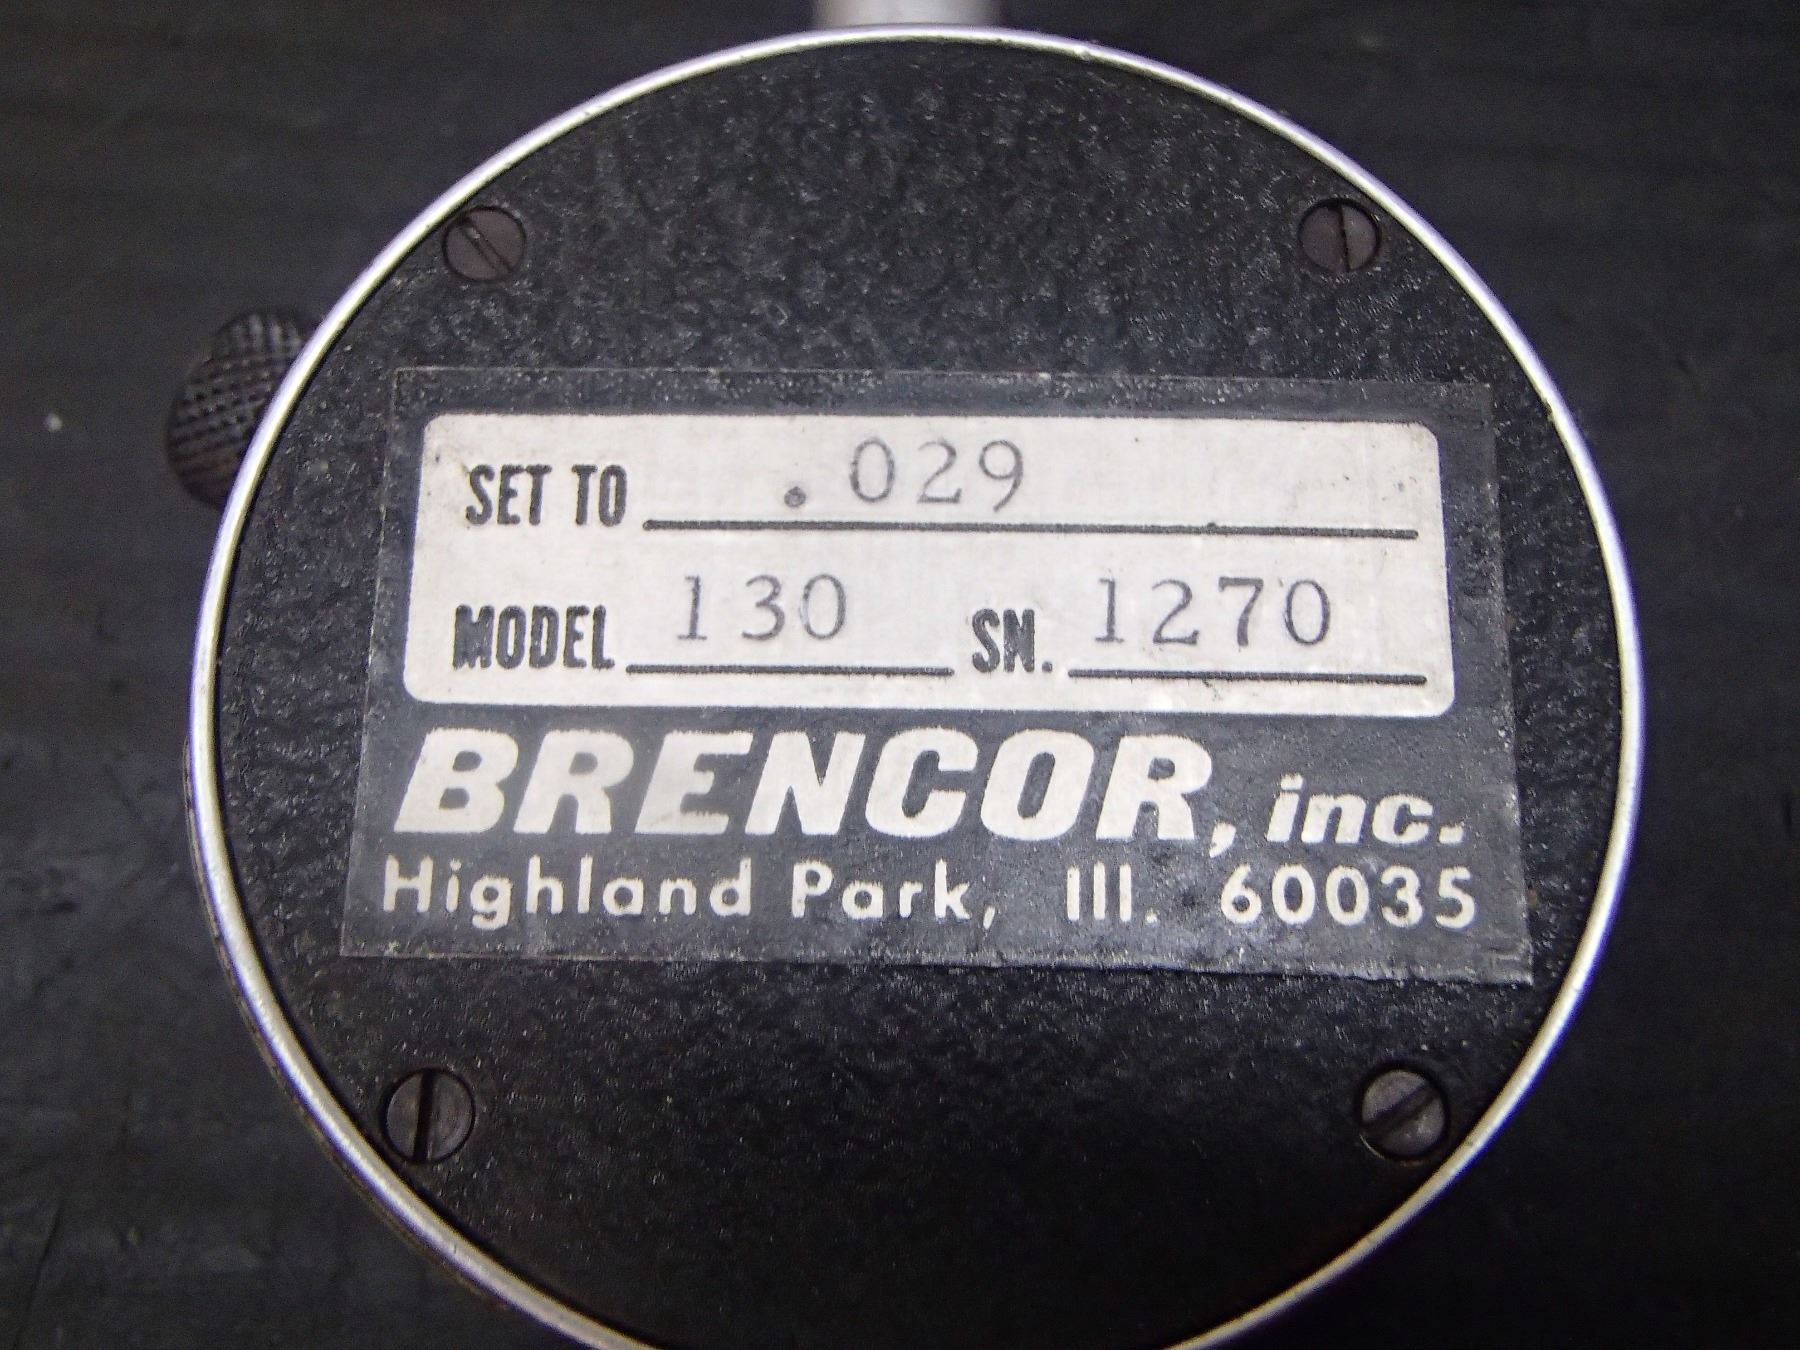 SET TO .029
MODEL 130 SN. 1270
BRENCOR, inc.
Highland Park, Ill. 60035